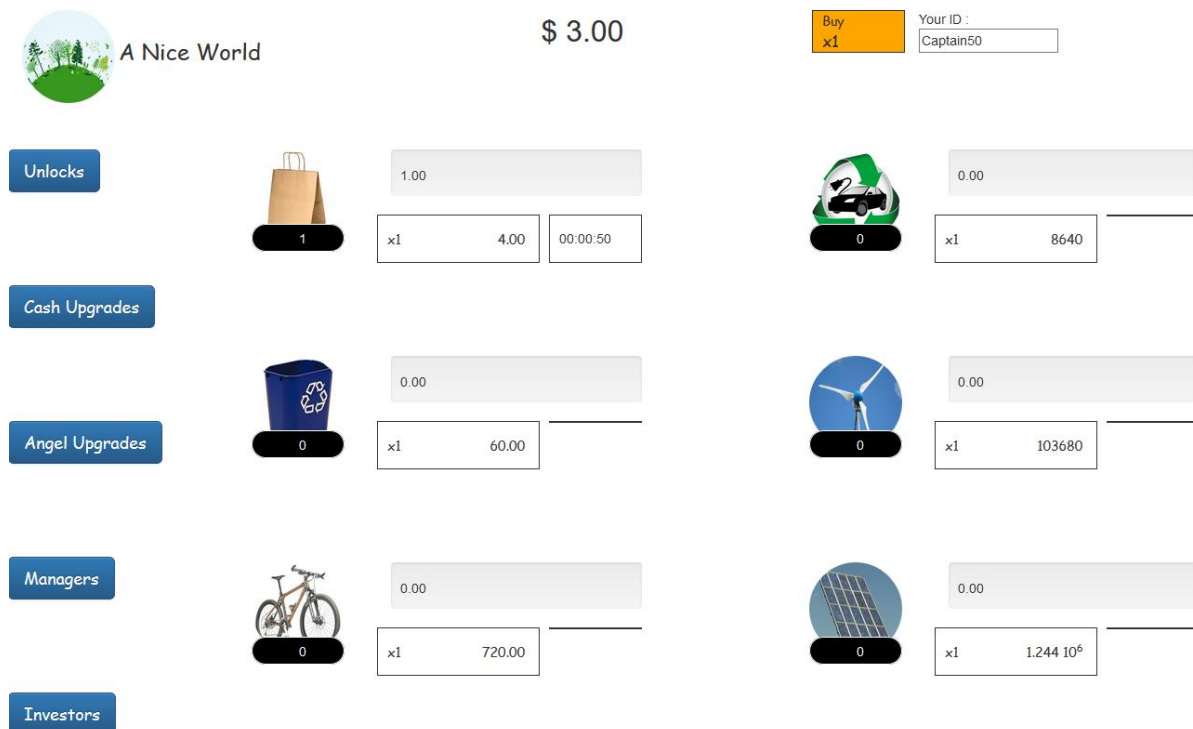 A Nice World
$ 3.00
Buy
x1
Your ID :
Captain50
Unlocks
Cash Upgrades
Angel Upgrades
Managers
Investors
1.00
1
x1 4.00 00:00:50
0.00
0
x1 8640
0.00
0
x1 60.00
0.00
0
x1 103680
0.00
0
x1 720.00
0.00
0
x1 1.244 10⁶